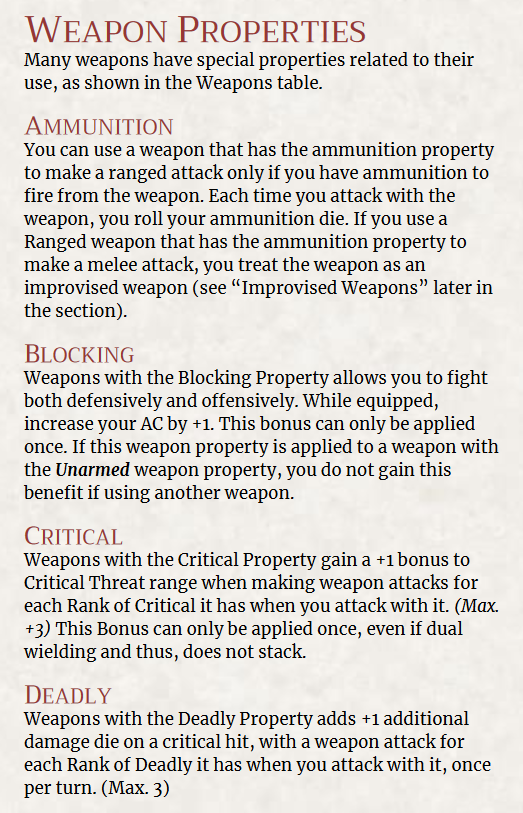 WEAPON PROPERTIES
Many weapons have special properties related to their
use, as shown in the Weapons table.
AMMUNITION
You can use a weapon that has the ammunition property
to make a ranged attack only if you have ammunition to
fire from the weapon. Each time you attack with the
weapon, you roll your ammunition die. If you use a
Ranged weapon that has the ammunition property to
make a melee attack, you treat the weapon as an
improvised weapon (see “Improvised Weapons” later in
the section).
BLOCKING
Weapons with the Blocking Property allows you to fight
both defensively and offensively. While equipped,
increase your AC by +1. This bonus can only be applied
once. If this weapon property is applied to a weapon with
the Unarmed weapon property, you do not gain this
benefit if using another weapon.
CRITICAL
Weapons with the Critical Property gain a +1 bonus to
Critical Threat range when making weapon attacks for
each Rank of Critical it has when you attack with it. (Max.
+3) This Bonus can only be applied once, even if dual
wielding and thus, does not stack.
DEADLY
Weapons with the Deadly Property adds +1 additional
damage die on a critical hit, with a weapon attack for
each Rank of Deadly it has when you attack with it, once
per turn. (Max. 3)